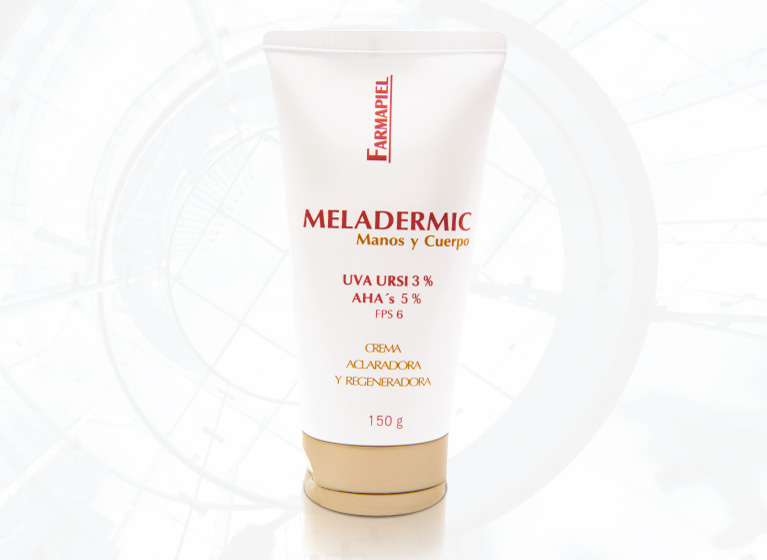 FARMAPIEL
MELADERMIC
Manos y Cuerpo
UVA URSI 3 %
AHA´s 5 %
FPS 6
CREMA
ACLARADORA
Y REGENERADORA
150 g